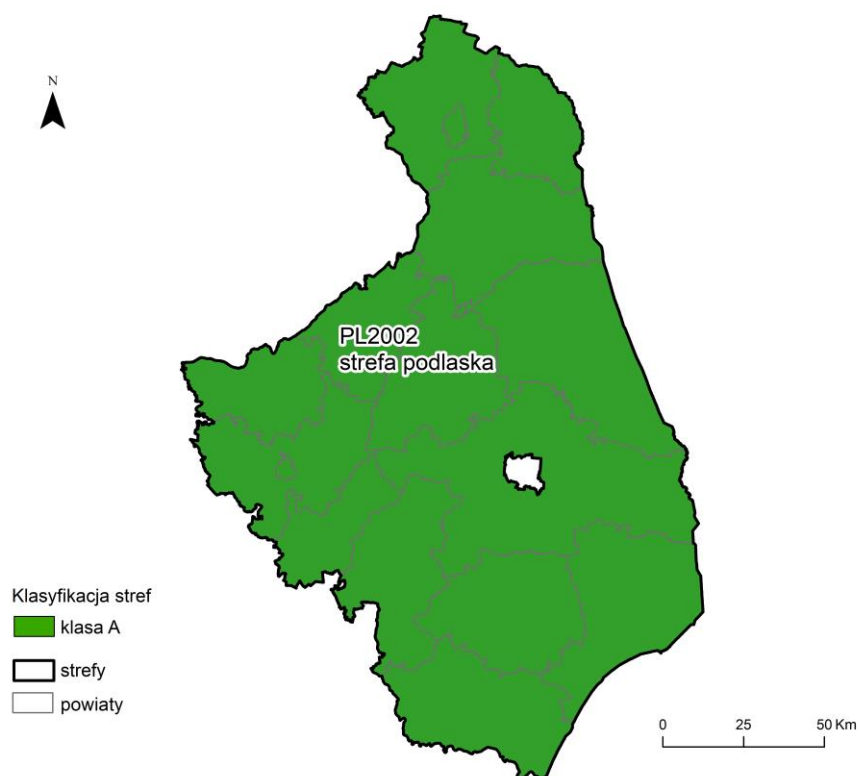 N
PL2002
strefa podlaska
Klasyfikacja stref
klasa A
strefy
powiaty
0 25 50 Km